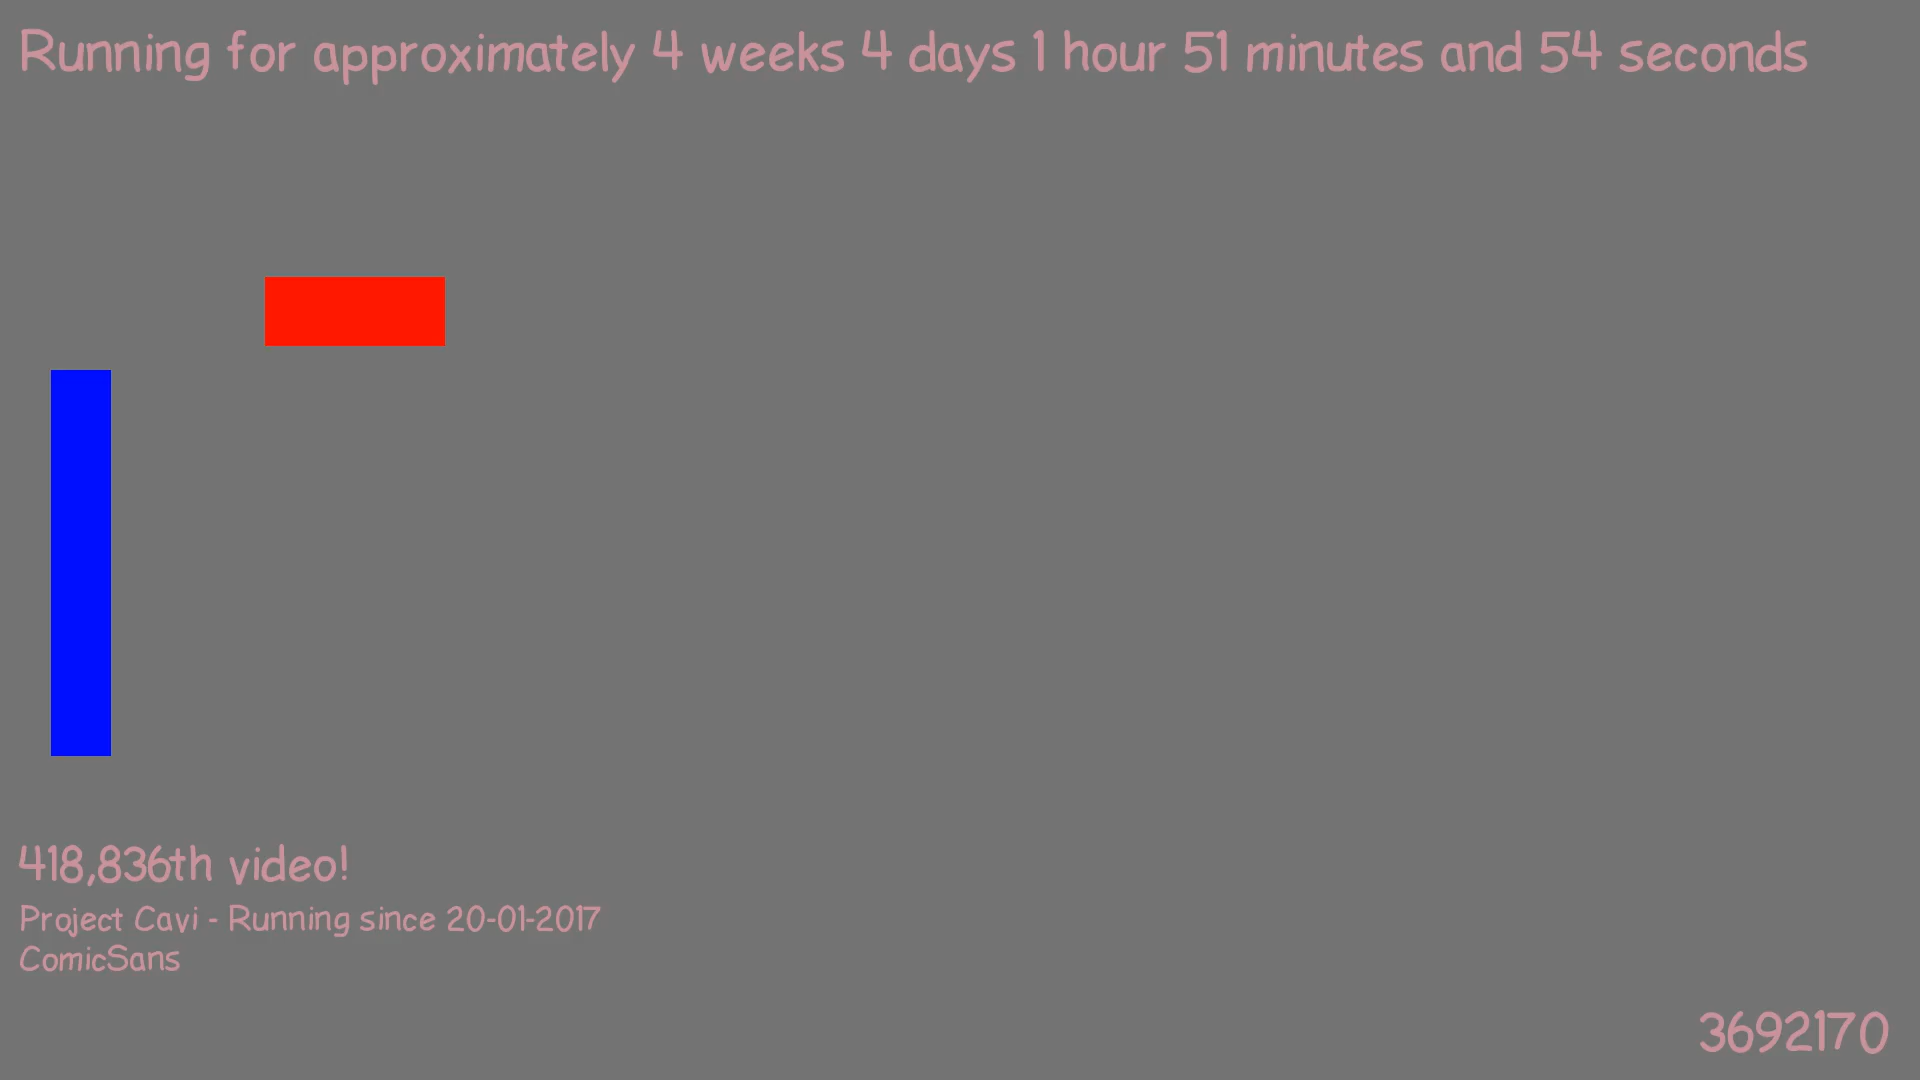 Running for approximately 4 weeks 4 days 1 hour 51 minutes and 54 seconds
418,836th video!
Project Cavi - Running since 20-01-2017
ComicSans
3692170